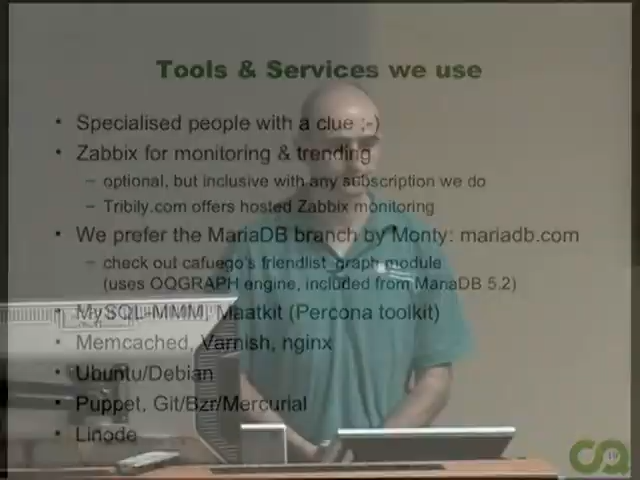 Tools & Services we use
• Specialised people with a clue ;-)
• Zabbix for monitoring & trending
– optional, but inclusive with any subscription we do
– Tribily.com offers hosted Zabbix monitoring
• We prefer the MariaDB branch by Monty: mariadb.com
– check out cafuego's friendlist_graph module
(uses OQGRAPH engine, included from MariaDB 5.2)
• MySQL-MMM, Maatkit (Percona toolkit)
• Memcached, Varnish, nginx
• Ubuntu/Debian
• Puppet, Git/Bzr/Mercurial
• Linode